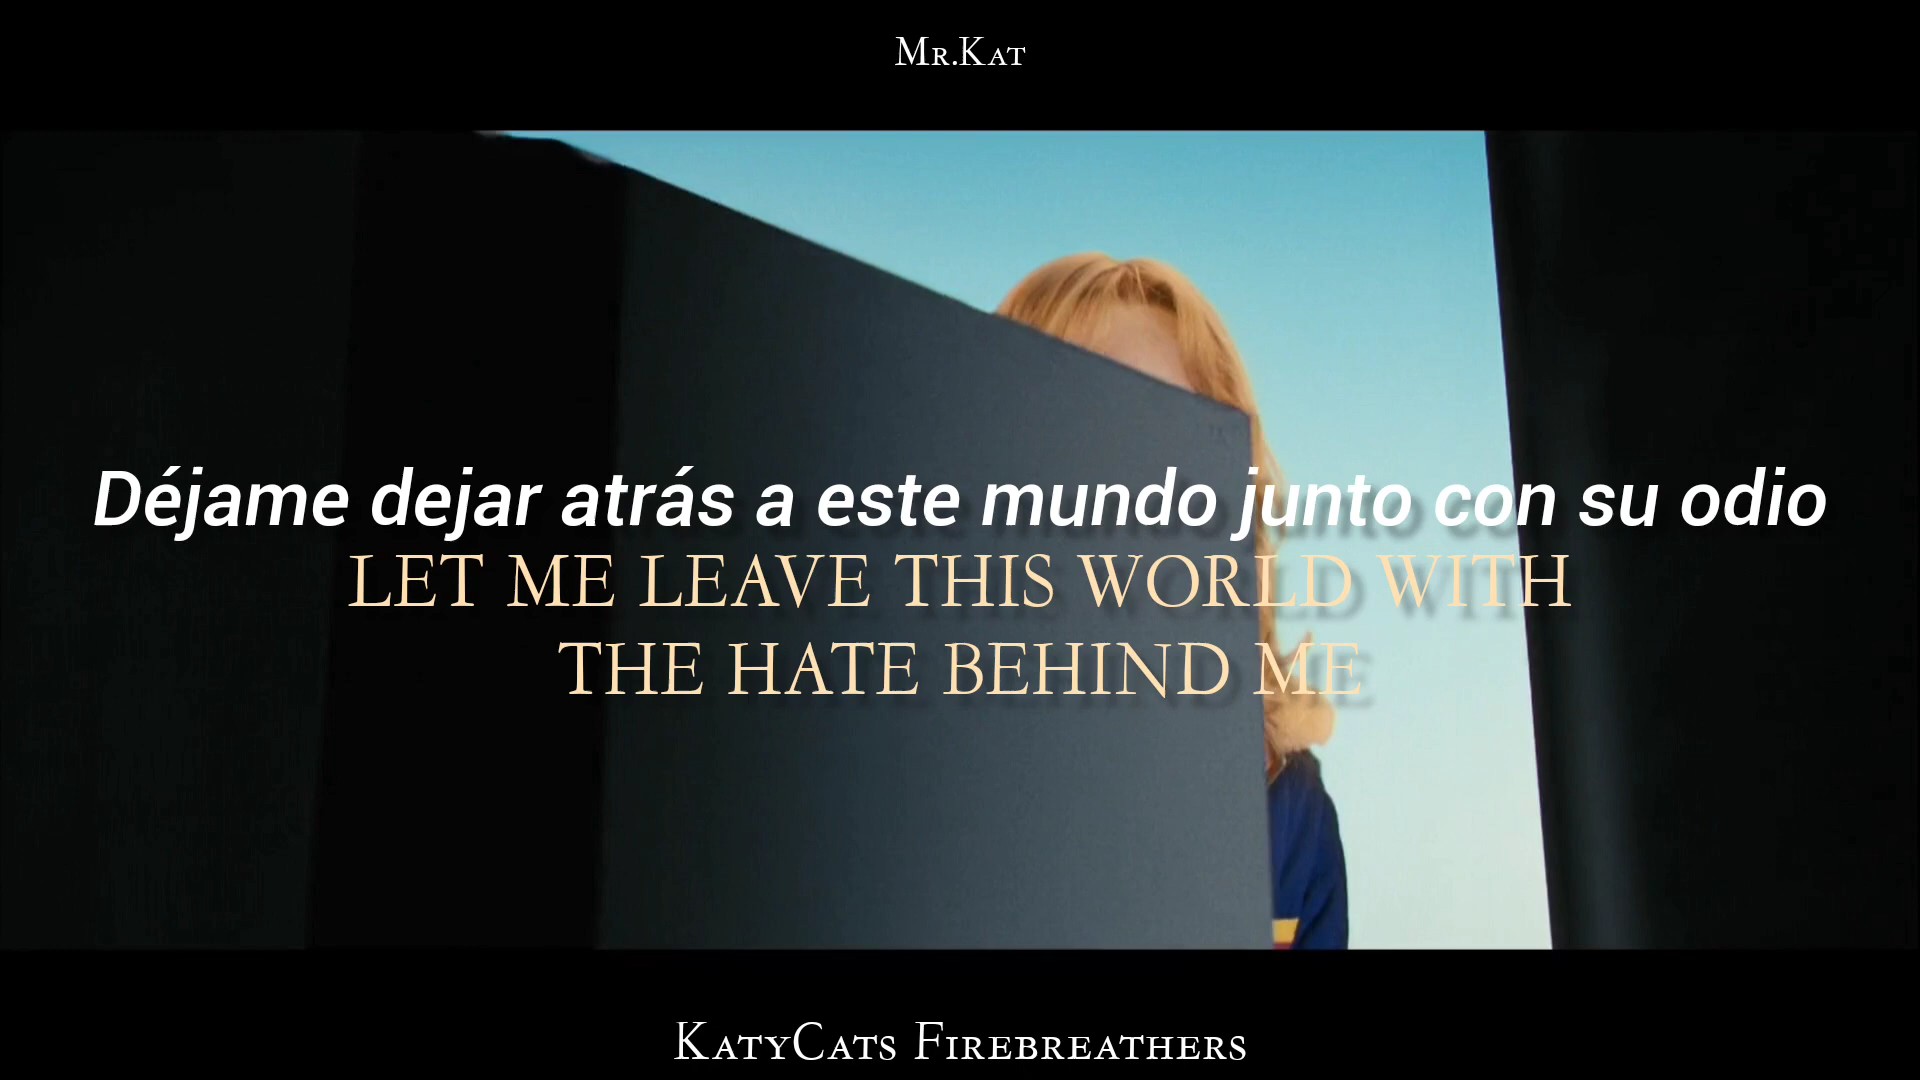 Mr.Kat
Déjame dejar atrás a este mundo junto con su odio
LET ME LEAVE THIS WORLD WITH
THE HATE BEHIND ME
KatyCats Firebreathers